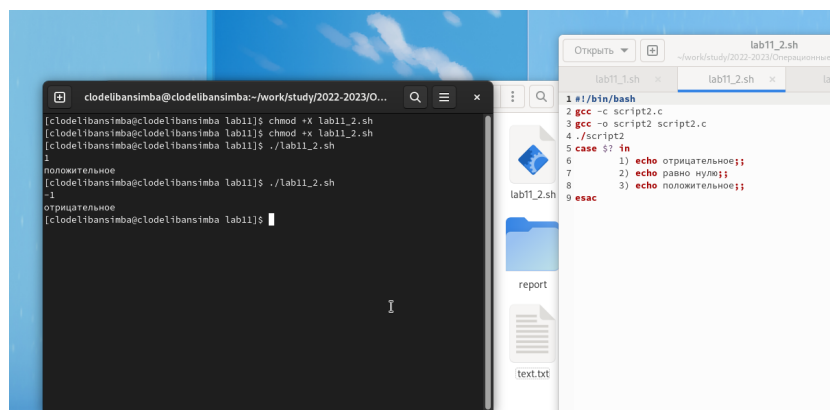 clodelibansimba@clodelibansimba:~/work/study/2022-2023/O...
[clodelibansimba@clodelibansimba lab11]$ chmod +X lab11_2.sh
[clodelibansimba@clodelibansimba lab11]$ chmod +x lab11_2.sh
[clodelibansimba@clodelibansimba lab11]$ ./lab11_2.sh
1
положительное
[clodelibansimba@clodelibansimba lab11]$ ./lab11_2.sh
-1
отрицательное
[clodelibansimba@clodelibansimba lab11]$
lab11_2.sh
report
text.txt
Открыть
lab11_2.sh
~/work/study/2022-2023/Операционные
lab11_1.sh
lab11_2.sh
la
1 #!/bin/bash
2 gcc -c script2.c
3 gcc -o script2 script2.c
4 ./script2
5 case $? in
6 1) echo отрицательное;;
7 2) echo равно нулю;;
8 3) echo положительное;;
9 esac